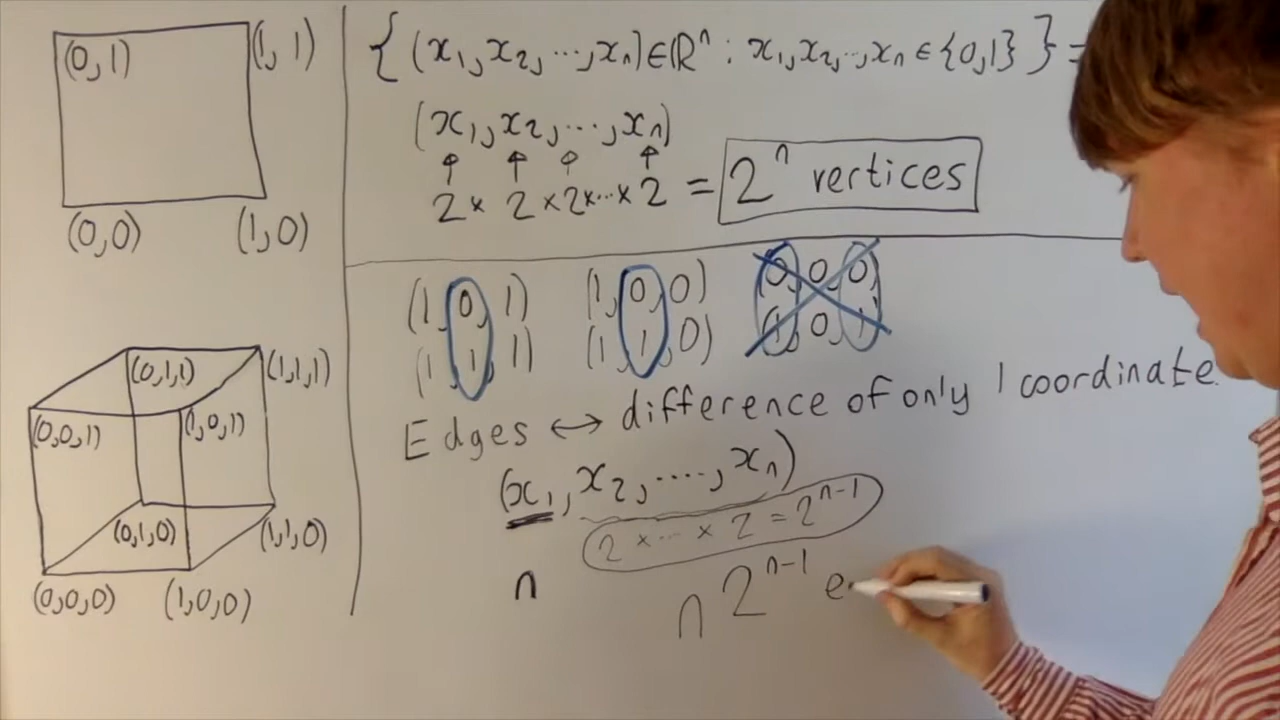 (0,1) (1,1)
(0,0) (1,0)
(0,1,1) (1,1,1)
(0,0,1) (1,0,1)
(0,1,0) (1,1,0)
(0,0,0) (1,0,0)
{ (x₁,x₂,...,xₙ)∈ℝⁿ : x₁,x₂,..,xₙ∈{0,1} } =
(x₁,x₂,...,xₙ)
↑ ↑ ↑ ↑
2 × 2 × 2 × ... × 2 = 2ⁿ vertices
(1,0,1) (1,0,0) (0,0,0)
(1,1,1) (1,1,0) (1,0,1)
Edges ↔ difference of only 1 coordinate.
(x₁,x₂,....,xₙ)
2 × ... × 2 = 2ⁿ⁻¹
n
n 2ⁿ⁻¹ e